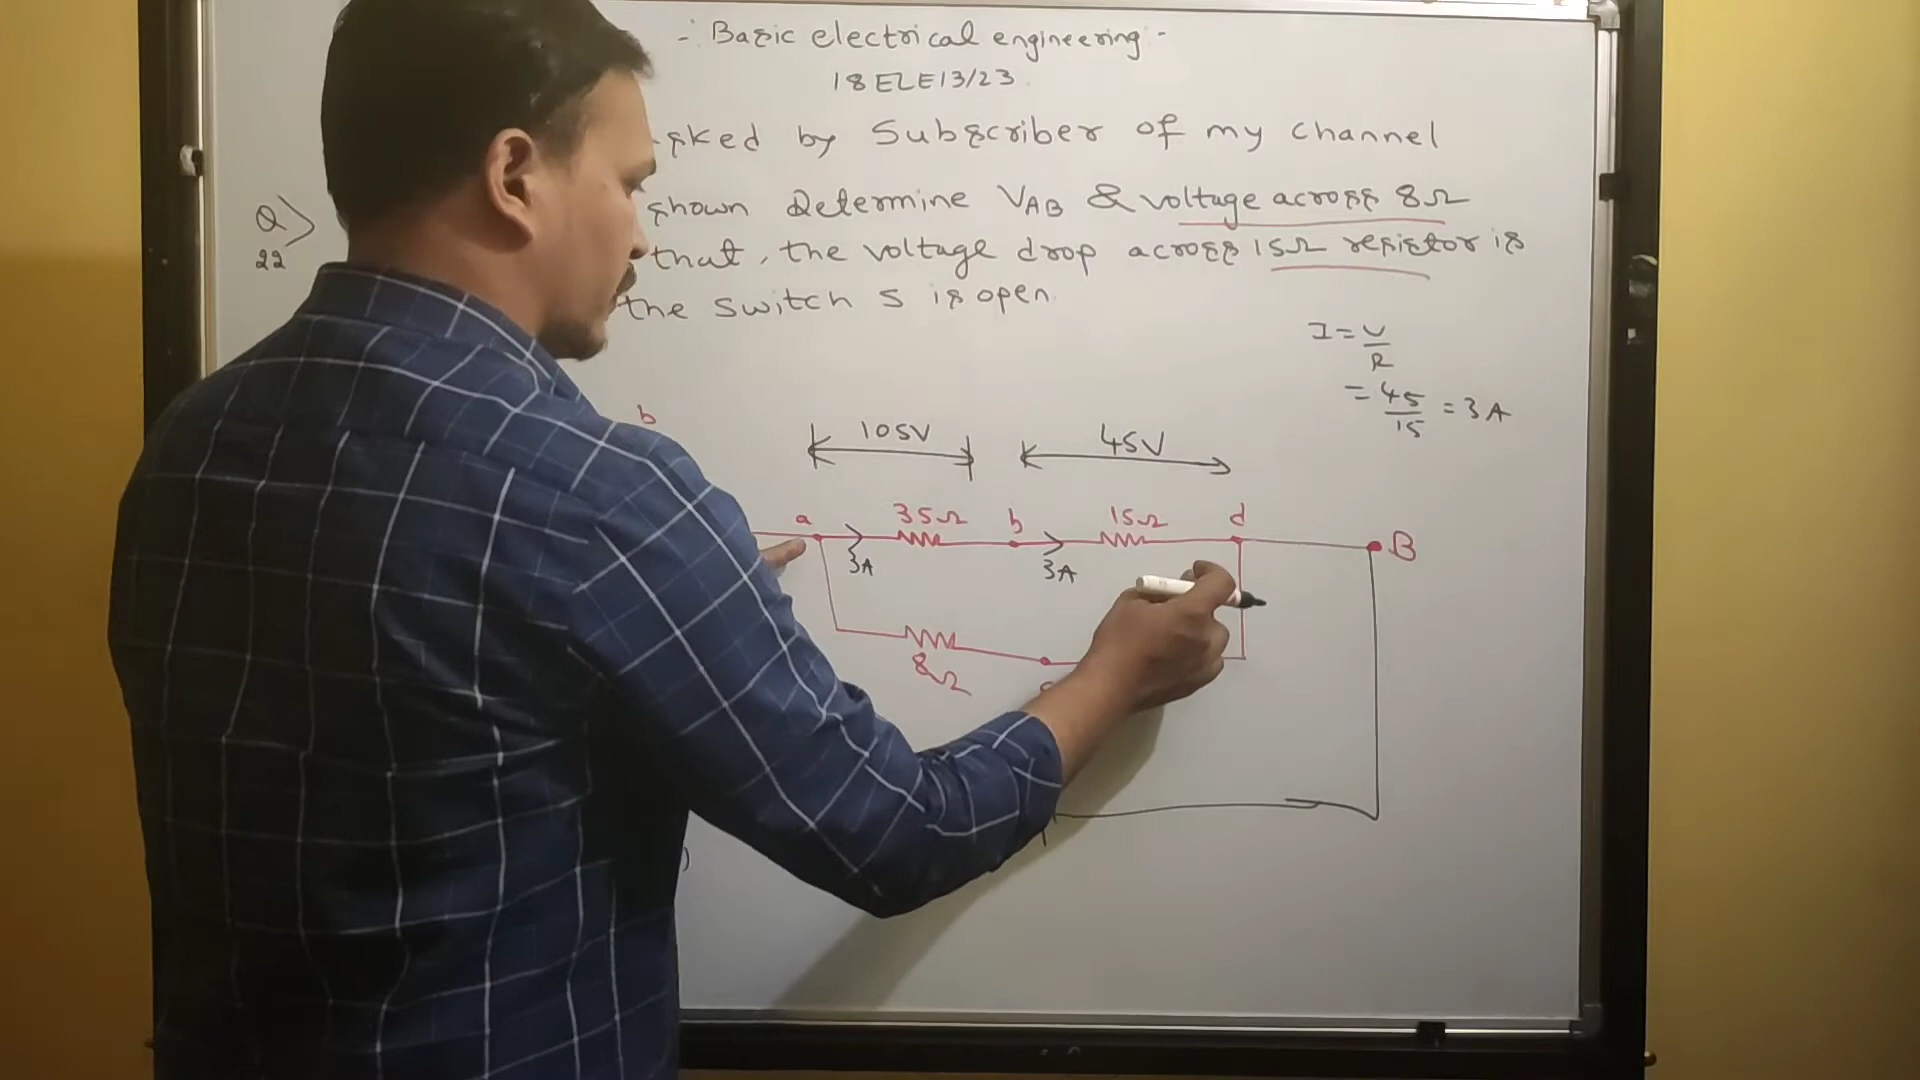 -: Basic electrical engineering -
18ELE13/23
asked by Subscriber of my channel
Q> shown Determine VAB & voltage across 8Ω
22 that, the voltage drop across 15Ω resistor is
the switch S is open.
I = V/R
= 45/15 = 3A
b
105V 45V
a 35Ω b 15Ω d
B
3A 3A
8Ω